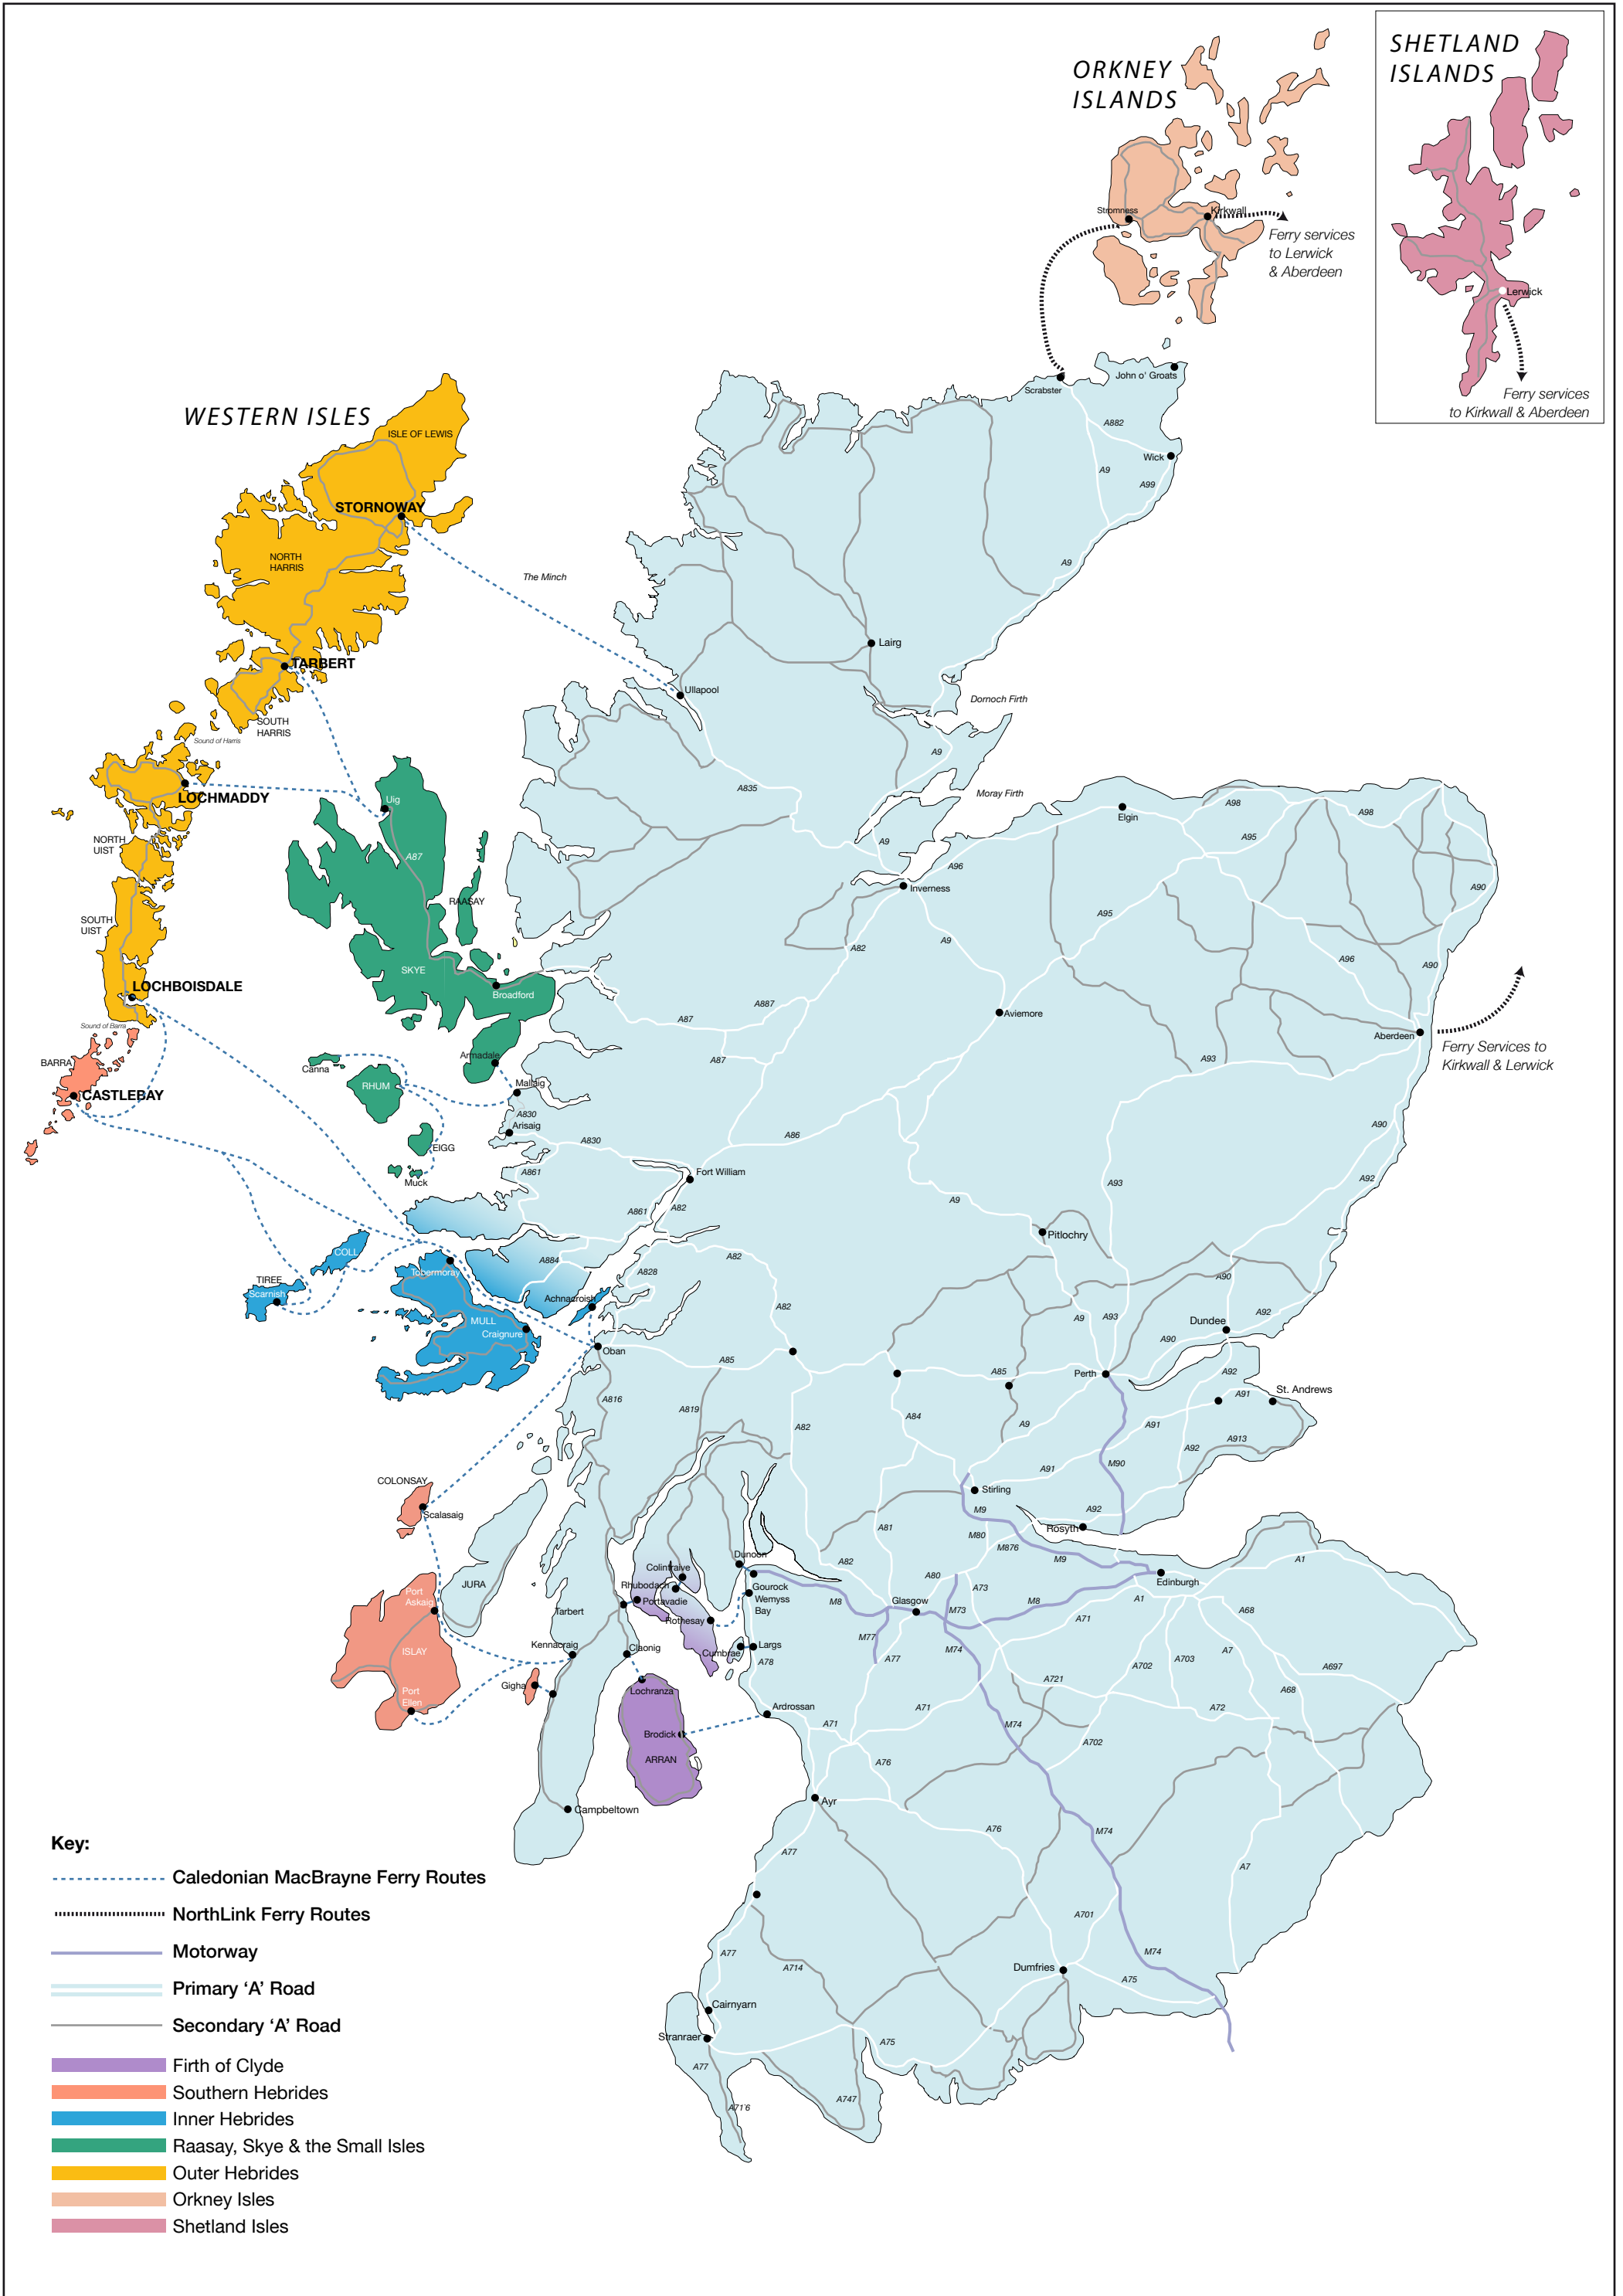 ORKNEY
ISLANDS
SHETLAND
ISLANDS
Stromness
Kirkwall
Ferry services
to Lerwick
& Aberdeen
Lerwick
Ferry services
to Kirkwall & Aberdeen
Scrabster
John o' Groats
A882
Wick
A9
A99
A9
WESTERN ISLES
ISLE OF LEWIS
STORNOWAY
NORTH
HARRIS
The Minch
TARBERT
SOUTH
HARRIS
Sound of Harris
Lairg
Ullapool
Dornoch Firth
A9
LOCHMADDY
NORTH
UIST
SOUTH
UIST
LOCHBOISDALE
Sound of Barra
BARRA
CASTLEBAY
Uig
A87
RAASAY
SKYE
Broadford
Armadale
Canna
RHUM
EIGG
Muck
Mallaig
A830
Arisaig
A830
A861
A835
Moray Firth
A9
A96
Inverness
Elgin
A98
A98
A95
A90
A95
A82
A9
A96
A90
A887
A87
A87
Aviemore
Aberdeen
Ferry Services to
Kirkwall & Lerwick
A93
A86
A90
Fort William
A861
A82
A9
A93
A92
Pitlochry
COLL
TIREE
Scarnish
Tobermoray
A884
A828
A82
Achnacroish
MULL
Craignure
Oban
A82
A90
A92
A9
A93
Dundee
A90
A85
A85
Perth
A92
A91
St. Andrews
A816
A819
A82
A84
A9
A91
A92
A913
M90
A91
COLONSAY
Scalasaig
Stirling
M9
A92
Rosyth
A81
M80
M876
M9
A1
JURA
Port
Askaig
ISLAY
Port
Ellen
Tarbert
Kennacraig
Gigha
Claonig
Colintraive
Rhubodach
Portavadie
Rothesay
Dunoon
Gourock
Wemyss
Bay
Cumbrae
Largs
A78
A82
A80
A73
Edinburgh
M8
Glasgow
M73
M8
A1
A68
A71
M77
A77
M74
A7
A702
A703
A697
A721
A68
A72
Lochranza
Brodick
ARRAN
Ardrossan
A71
A71
M74
A702
A76
Campbeltown
Ayr
A76
M74
A77
A7
A701
A77
A714
M74
Dumfries
A75
Cairnyarn
Stranraer
A75
A77
A747
A71'6
Key:
Caledonian MacBrayne Ferry Routes
NorthLink Ferry Routes
Motorway
Primary ‘A’ Road
Secondary ‘A’ Road
Firth of Clyde
Southern Hebrides
Inner Hebrides
Raasay, Skye & the Small Isles
Outer Hebrides
Orkney Isles
Shetland Isles